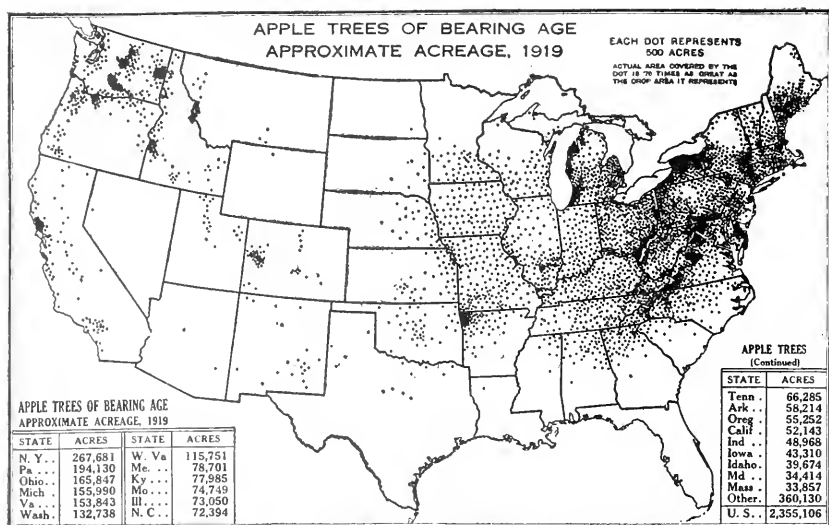 APPLE TREES OF BEARING AGE
APPROXIMATE ACREAGE, 1919
EACH DOT REPRESENTS
500 ACRES
ACTUAL AREA COVERED BY THE
DOT IS 70 TIMES AS GREAT AS
THE CROP AREA IT REPRESENTS
APPLE TREES OF BEARING AGE
APPROXIMATE ACREAGE, 1919
STATE ACRES STATE ACRES
N. Y. . 267,681 W. Va 115,751
Pa ... 194,130 Me. ... 78,701
Ohio.. 165,847 Ky ... 77,985
Mich . 155,990 Mo... 74,749
Va ... 153,843 Ill.... 73,050
Wash. 132,738 N. C.. 72,394
APPLE TREES
(Continued)
STATE ACRES
Tenn . 66,285
Ark .. 58,214
Oreg . 55,252
Calif . 52,143
Ind .. 48,968
Iowa . 43,310
Idaho. 39,674
Md .. 34,414
Mass . 33,857
Other. 360,130
U. S.. 2,355,106